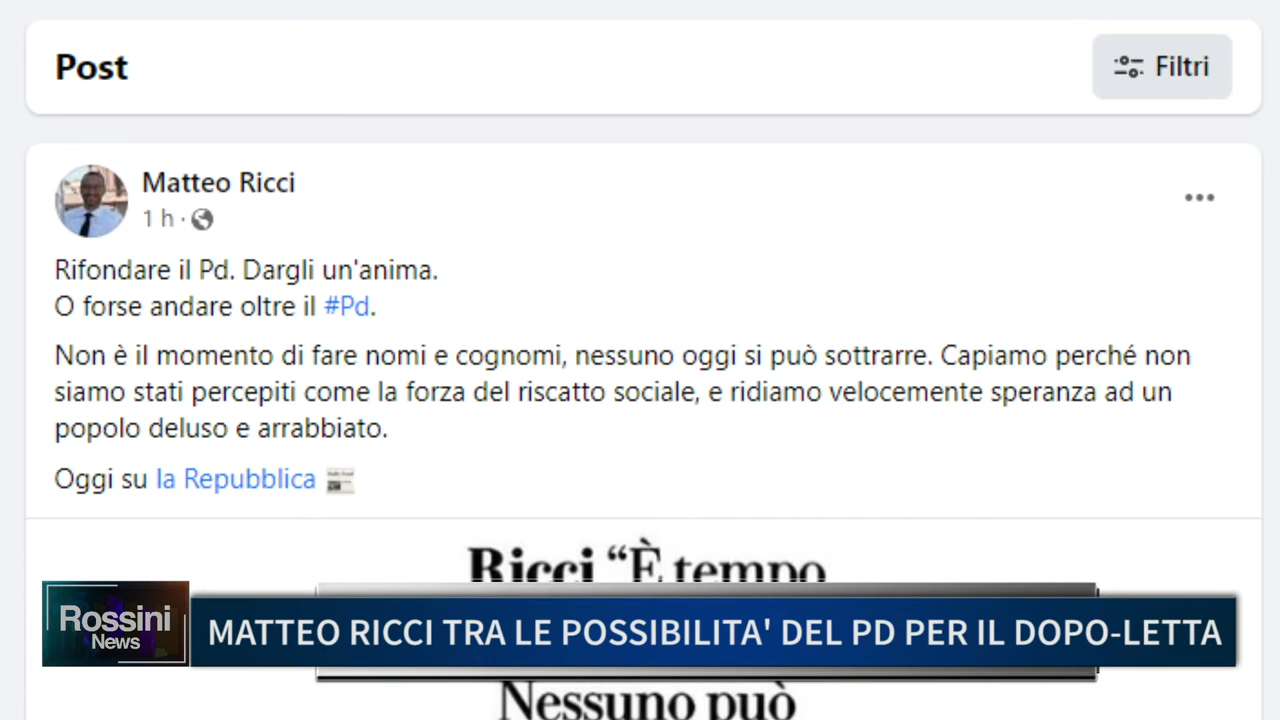 Post
Filtri
Matteo Ricci
1 h ·
Rifondare il Pd. Dargli un'anima.
O forse andare oltre il #Pd.
Non è il momento di fare nomi e cognomi, nessuno oggi si può sottrarre. Capiamo perché non
siamo stati percepiti come la forza del riscatto sociale, e ridiamo velocemente speranza ad un
popolo deluso e arrabbiato.
Oggi su la Repubblica
Ricci “È tempo
Rossini
News
MATTEO RICCI TRA LE POSSIBILITA' DEL PD PER IL DOPO-LETTA
Nessuno può